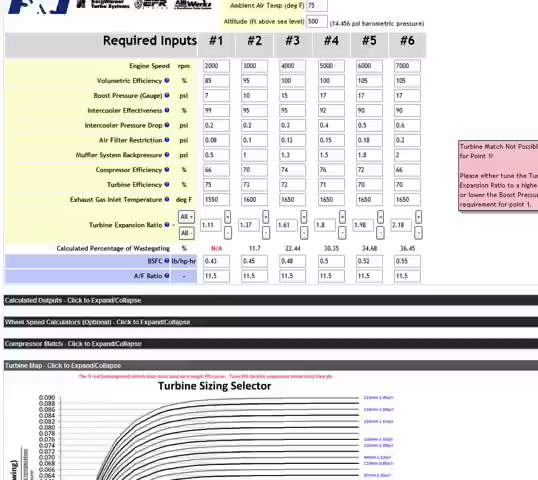 BorgWarner
Turbo Systems
EFR
AirWerks
Ambient Air Temp (deg F) 75
Altitude (ft above sea level) 500 (14.456 psi barometric pressure)
Required Inputs #1 #2 #3 #4 #5 #6
Engine Speed rpm 2000 3000 4000 5000 6000 7000
Volumetric Efficiency % 85 95 100 100 105 105
Boost Pressure (Gauge) psi 7 10 15 17 17 17
Intercooler Effectiveness % 99 95 95 92 90 90
Intercooler Pressure Drop psi 0.2 0.2 0.3 0.4 0.5 0.6
Air Filter Restriction psi 0.08 0.1 0.12 0.15 0.18 0.2
Muffler System Backpressure psi 0.5 1 1.3 1.5 1.8 2
Compressor Efficiency % 66 70 74 76 72 66
Turbine Efficiency % 75 73 72 71 70 70
Exhaust Gas Inlet Temperature deg F 1550 1600 1650 1650 1650 1650
All +
Turbine Expansion Ratio - 1.11 1.37 1.61 1.8 1.98 2.18
All -
Calculated Percentage of Wastegating % N/A 11.7 22.44 30.35 34.68 36.45
BSFC lb/hp-hr 0.43 0.45 0.48 0.5 0.52 0.55
A/F Ratio - 11.5 11.5 11.5 11.5 11.5 11.5
Turbine Match Not Possibl
for Point 1!
Please either tune the Tur
Expansion Ratio to a highe
or lower the Boost Pressur
requirement for point 1.
Calculated Outputs - Click to Expand/Collapse
Wheel Speed Calculators (Optional) - Click to Expand/Collapse
Compressor Match - Click to Expand/Collapse
Turbine Map - Click to Expand/Collapse
Turbine Sizing Selector
0.090
0.088
0.086
0.084
0.082
0.080
0.078
0.076
0.074
0.072
0.070
0.068
0.066
0.064